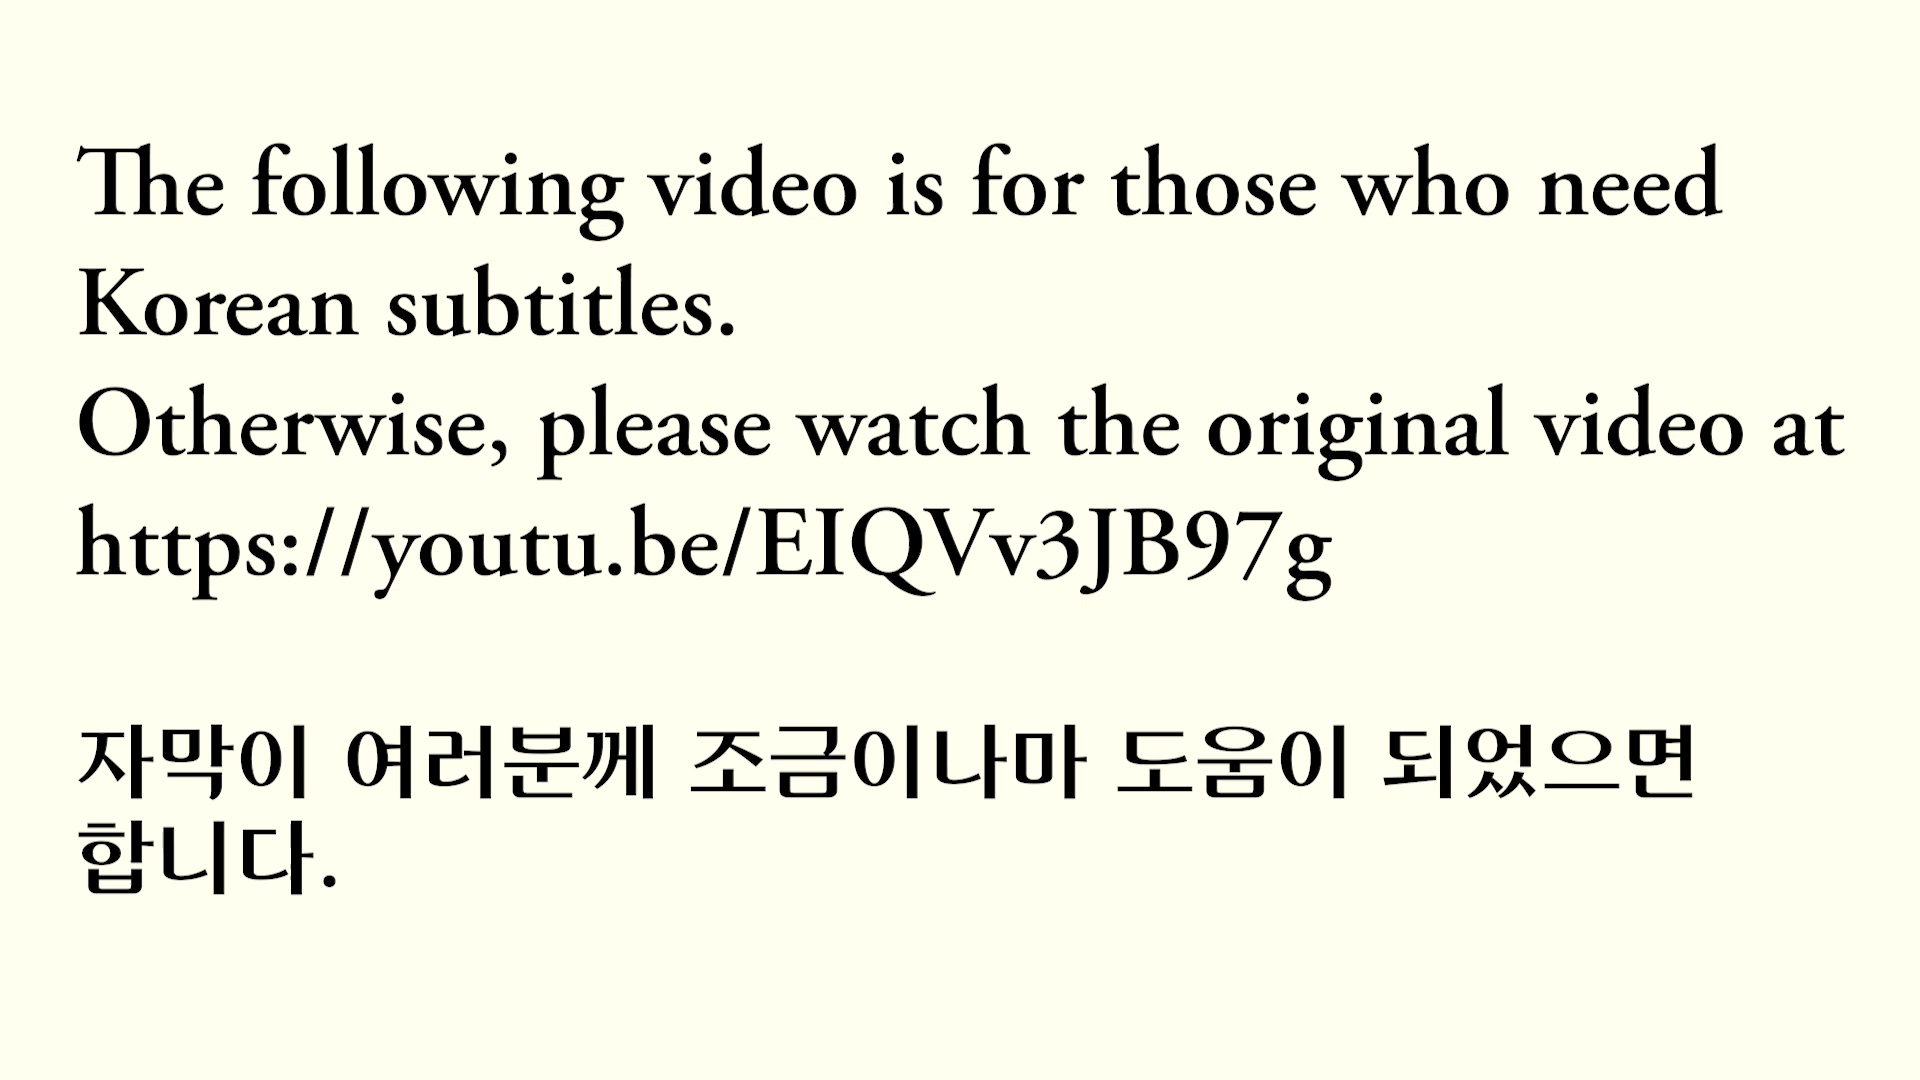 The following video is for those who need
Korean subtitles.
Otherwise, please watch the original video at
https://youtu.be/EIQVv3JB97g
자막이 여러분께 조금이나마 도움이 되었으면
합니다.